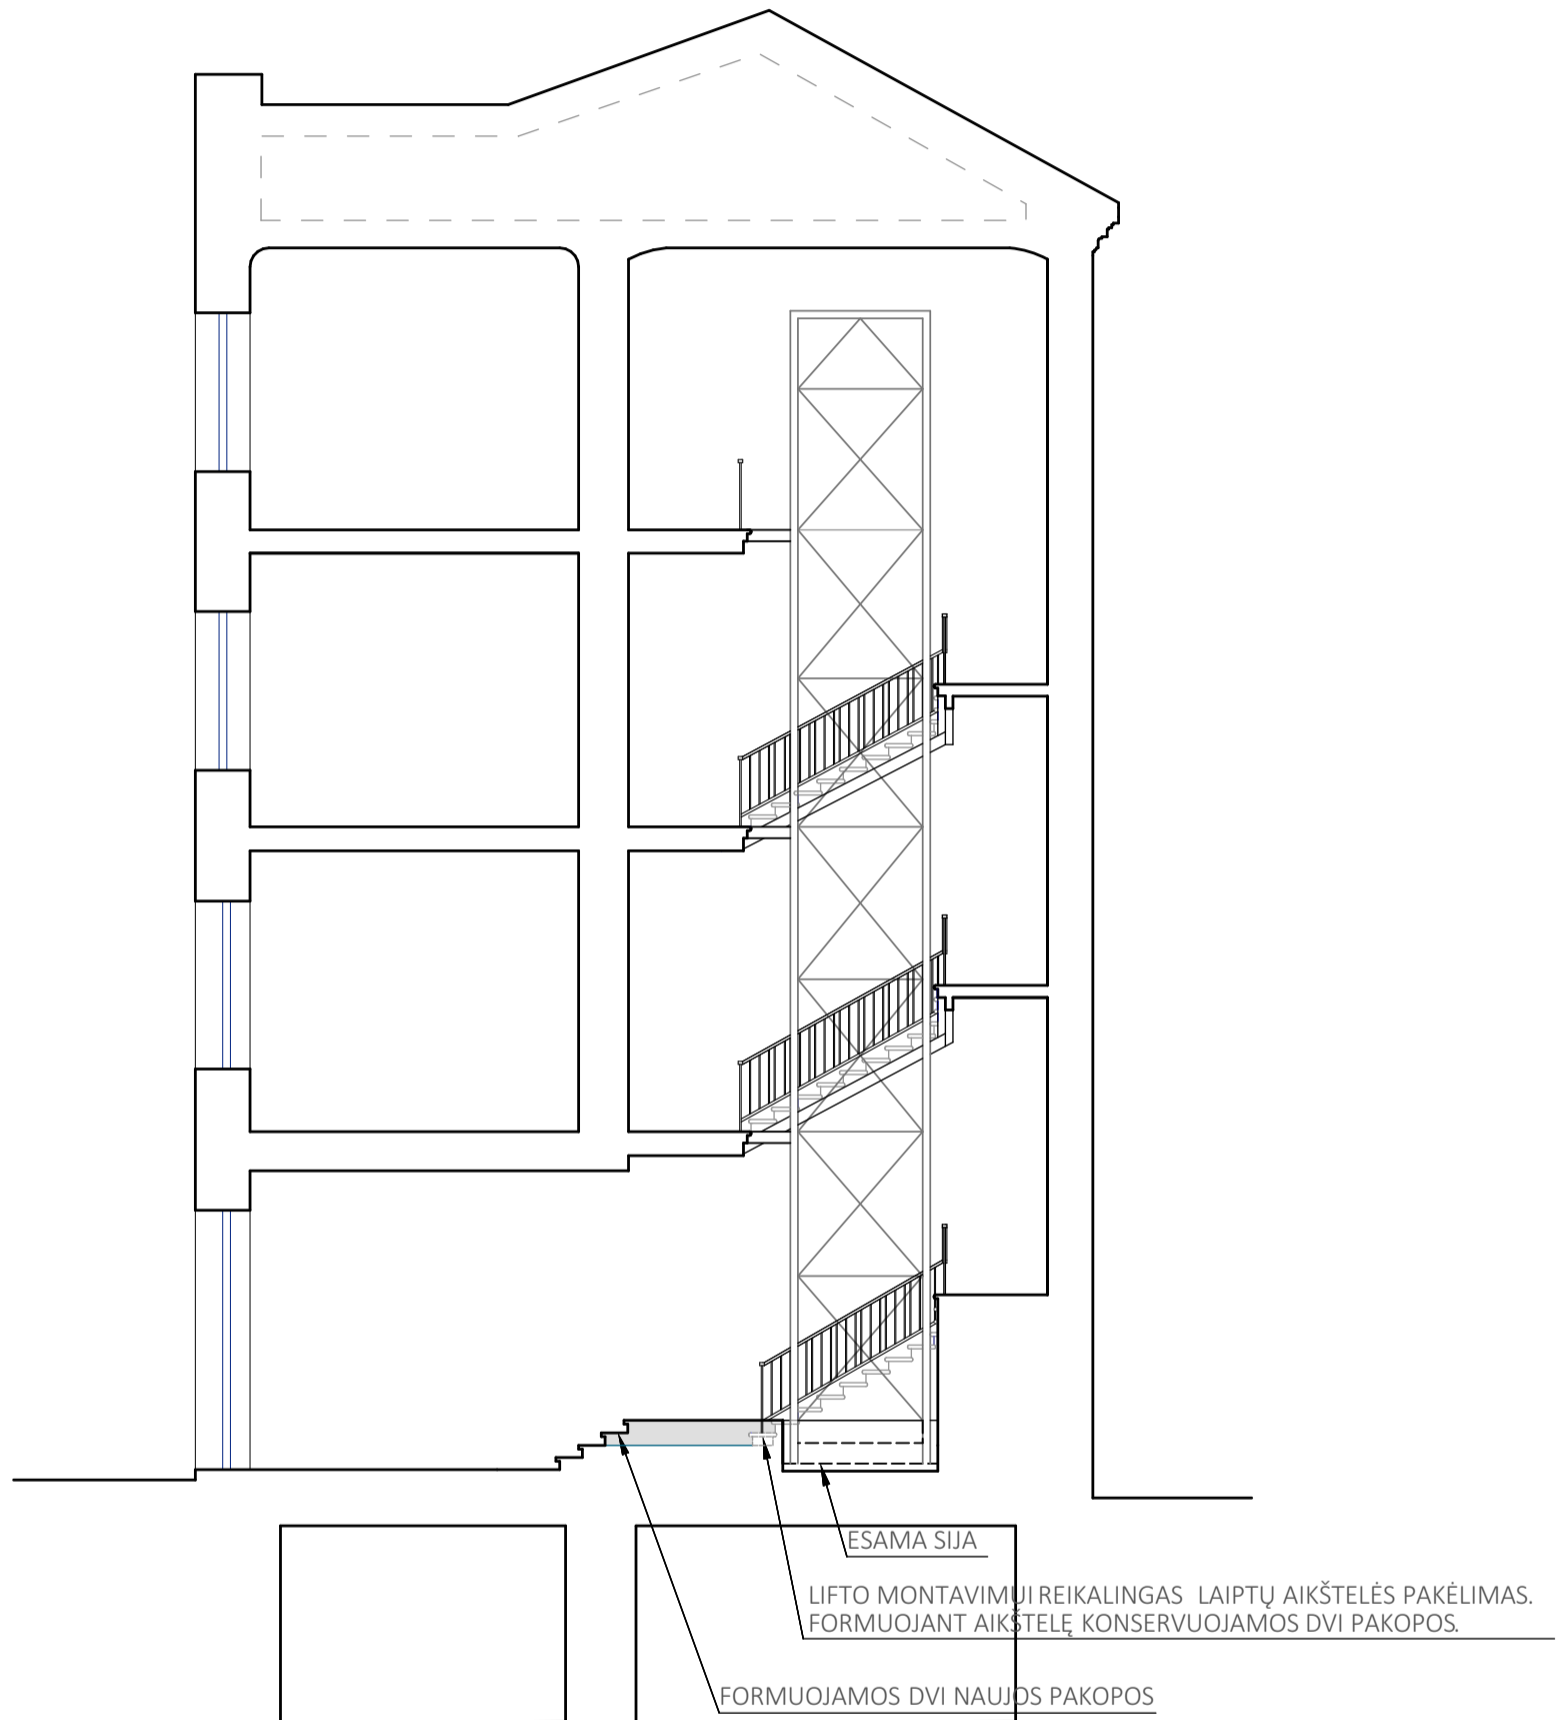 ESAMA SIJA
LIFTO MONTAVIMUI REIKALINGAS LAIPTŲ AIKŠTELĖS PAKĖLIMAS.
FORMUOJANT AIKŠTELĘ KONSERVUOJAMOS DVI PAKOPOS.
FORMUOJAMOS DVI NAUJOS PAKOPOS